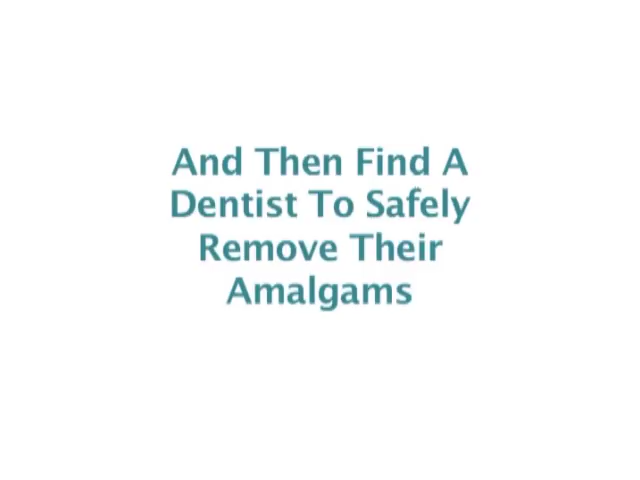 And Then Find A
Dentist To Safely
Remove Their
Amalgams